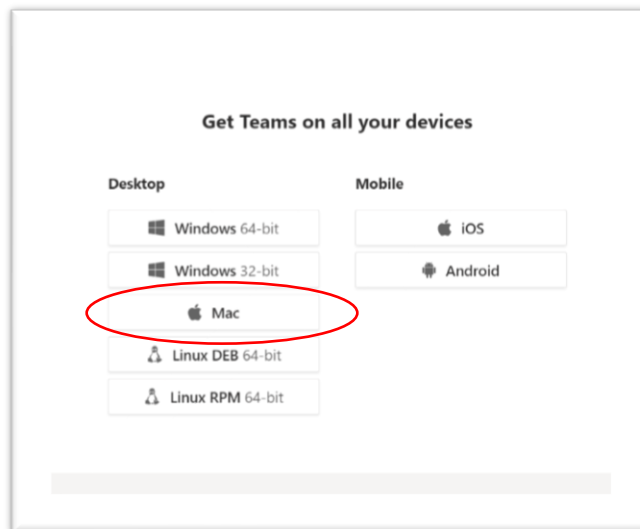 Get Teams on all your devices
Desktop
Windows 64-bit
Windows 32-bit
Mac
Linux DEB 64-bit
Linux RPM 64-bit
Mobile
iOS
Android